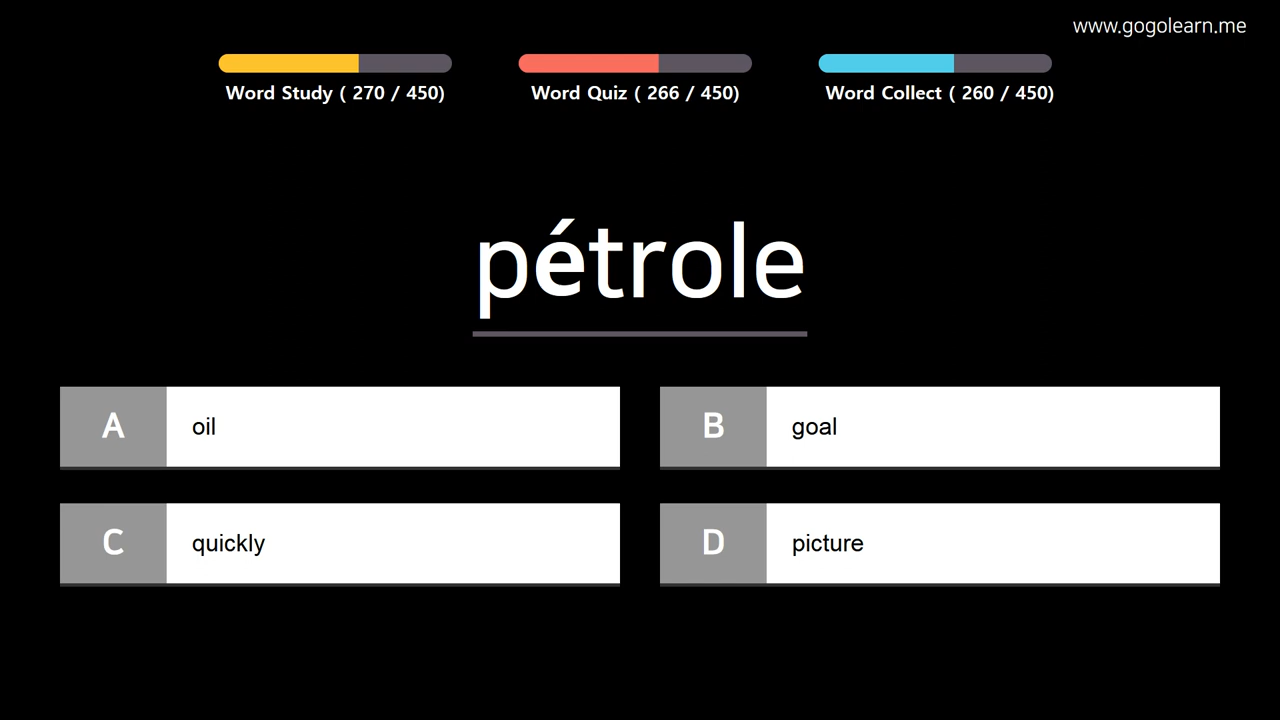 www.gogolearn.me
Word Study ( 270 / 450)
Word Quiz ( 266 / 450)
Word Collect ( 260 / 450)
pétrole
A oil
B goal
C quickly
D picture